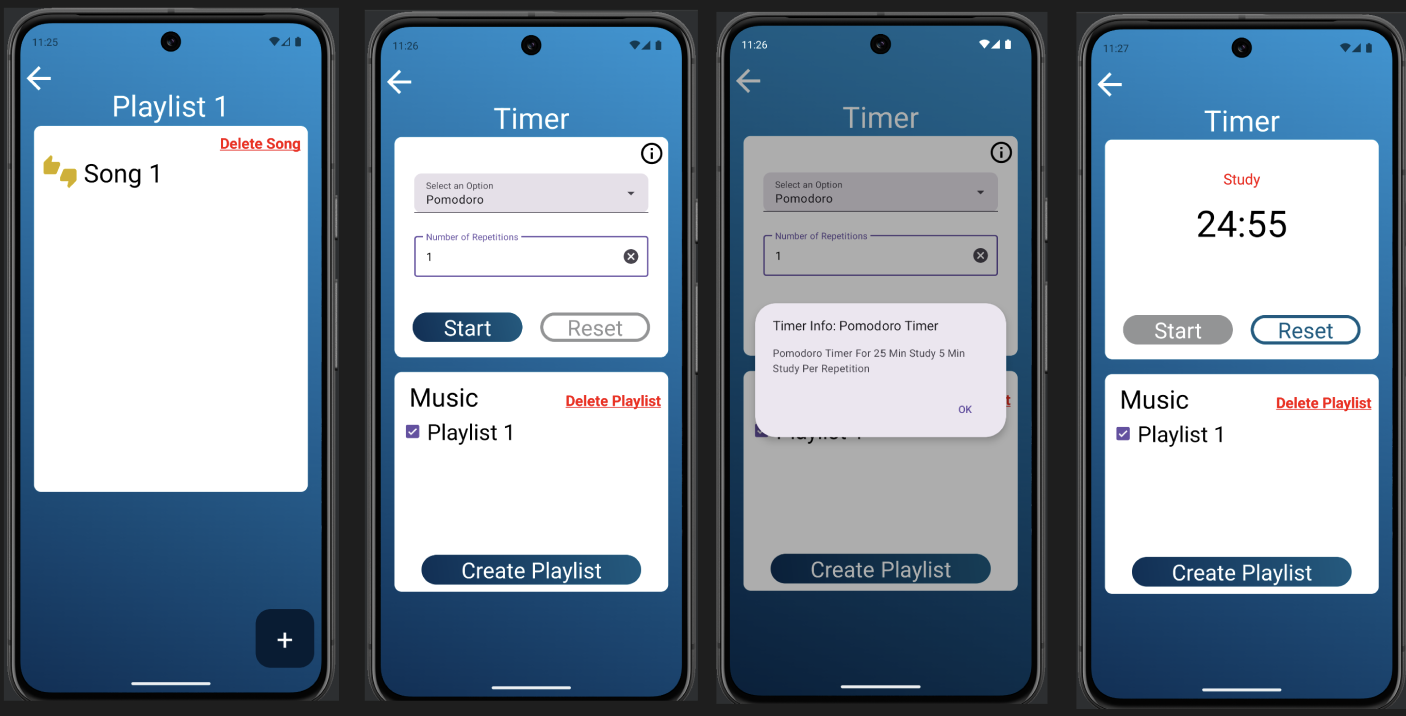 11:25
Playlist 1
Delete Song
Song 1
+
11:26
Timer
Select an Option
Pomodoro
Number of Repetitions
1
Start
Reset
Music
Delete Playlist
Playlist 1
Create Playlist
11:26
Timer
Select an Option
Pomodoro
Number of Repetitions
1
Timer Info: Pomodoro Timer
Pomodoro Timer For 25 Min Study 5 Min
Study Per Repetition
OK
t
Playlist 1
Create Playlist
11:27
Timer
Study
24:55
Start
Reset
Music
Delete Playlist
Playlist 1
Create Playlist